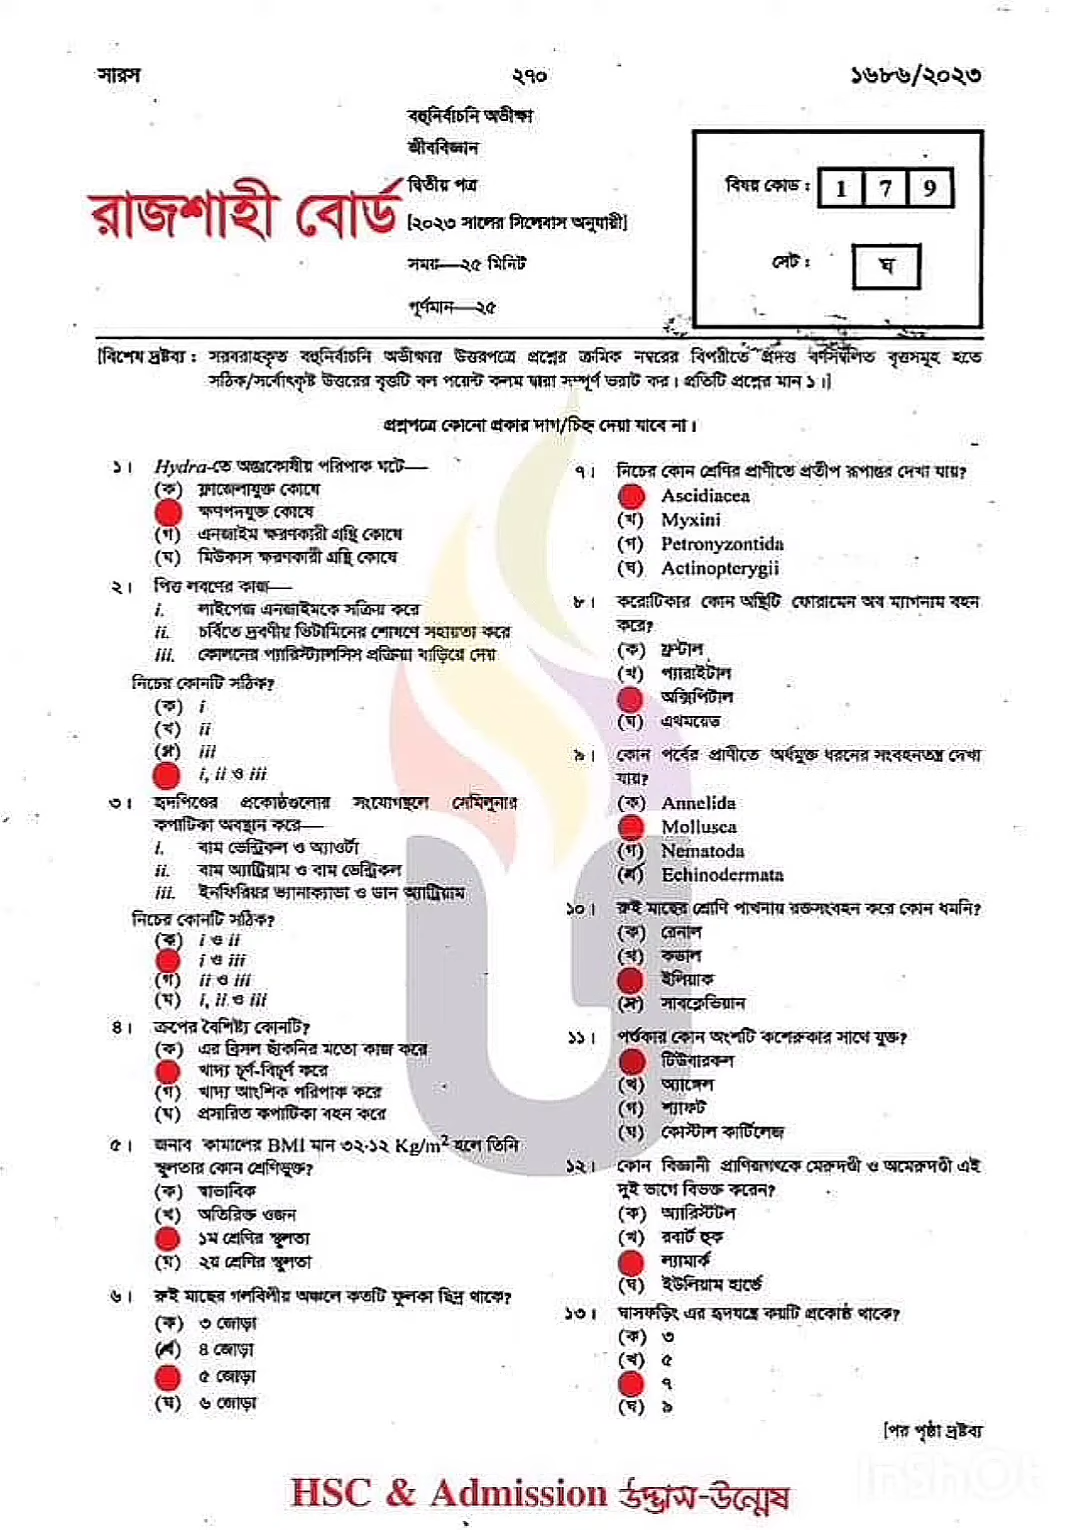 সারস
২৭০
১৬৮৬/২০২৩
বহুনির্বাচনি অভীক্ষা
জীববিজ্ঞান
দ্বিতীয় পত্র
রাজশাহী বোর্ড
[২০২৩ সালের সিলেবাস অনুযায়ী]
সময়—২৫ মিনিট
পূর্ণমান—২৫
বিষয় কোড : 1 7 9
সেট : ঘ
[বিশেষ দ্রষ্টব্য : সরবরাহকৃত বহুনির্বাচনি অভীক্ষার উত্তরপত্রে প্রশ্নের ক্রমিক নম্বরের বিপরীতে প্রদত্ত বর্ণসম্বলিত বৃত্তসমূহ হতে
সঠিক/সর্বোৎকৃষ্ট উত্তরের বৃত্তটি বল পয়েন্ট কলম দ্বারা সম্পূর্ণ ভরাট কর। প্রতিটি প্রশ্নের মান ১।]
প্রশ্নপত্রে কোনো প্রকার দাগ/চিহ্ন দেয়া যাবে না।
১। Hydra-তে অন্তঃকোষীয় পরিপাক ঘটে—
(ক) ফ্লাজেলাযুক্ত কোষে
ক্ষণপদযুক্ত কোষে
(গ) এনজাইম ক্ষরণকারী গ্রন্থি কোষে
(ঘ) মিউকাস ক্ষরণকারী গ্রন্থি কোষে
২। পিত্ত লবণের কাজ—
i. লাইপেজ এনজাইমকে সক্রিয় করে
ii. চর্বিতে দ্রবণীয় ভিটামিনের শোষণে সহায়তা করে
iii. কোলনের প্যারিস্ট্যালসিস প্রক্রিয়া বাড়িয়ে দেয়
নিচের কোনটি সঠিক?
(ক) i
(খ) ii
(গ) iii
i, ii ও iii
৩। হৃদপিণ্ডের প্রকোষ্ঠগুলোর সংযোগস্থলে সেমিলুনার
কপাটিকা অবস্থান করে—
i. বাম ভেন্ট্রিকল ও অ্যাওর্টা
ii. বাম অ্যাট্রিয়াম ও বাম ভেন্ট্রিকল
iii. ইনফিরিয়র ভ্যানাক্যাভা ও ডান অ্যাট্রিয়াম
নিচের কোনটি সঠিক?
(ক) i ও ii
i ও iii
(গ) ii ও iii
(ঘ) i, ii ও iii
৪। ক্রপের বৈশিষ্ট্য কোনটি?
(ক) এর ব্রিসল ছাঁকনির মতো কাজ করে
খাদ্য চূর্ণ-বিচূর্ণ করে
(গ) খাদ্য আংশিক পরিপাক করে
(ঘ) প্রসারিত কপাটিকা বহন করে
৫। জনাব কামালের BMI মান ৩২·১২ Kg/m² হলে তিনি
স্থূলতার কোন শ্রেণিভুক্ত?
(ক) স্বাভাবিক
(খ) অতিরিক্ত ওজন
১ম শ্রেণির স্থূলতা
(ঘ) ২য় শ্রেণির স্থূলতা
৬। রুই মাছের গলবিলীয় অঞ্চলে কতটি ফুলকা ছিদ্র থাকে?
(ক) ৩ জোড়া
(খ) ৪ জোড়া
৫ জোড়া
(ঘ) ৬ জোড়া
৭। নিচের কোন শ্রেণির প্রাণীতে প্রতীপ রূপান্তর দেখা যায়?
Ascidiacea
(খ) Myxini
(গ) Petronyzontida
(ঘ) Actinopterygii
৮। করোটিকার কোন অস্থিটি ফোরামেন অব ম্যাগনাম বহন
করে?
(ক) ফ্রন্টাল
(খ) প্যারাইটাল
অক্সিপিটাল
(ঘ) এথময়েড
৯। কোন পর্বের প্রাণীতে অর্ধমুক্ত ধরনের সংবহনতন্ত্র দেখা
যায়?
(ক) Annelida
Mollusca
(গ) Nematoda
(ঘ) Echinodermata
১০। রুই মাছের শ্রোণি পাখনায় রক্তসংবহন করে কোন ধমনি?
(ক) রেনাল
(খ) কডাল
ইলিয়াক
(ঘ) সাবক্লেভিয়ান
১১। পর্শুকার কোন অংশটি কশেরুকার সাথে যুক্ত?
টিউবারকল
(খ) অ্যাঙ্গেল
(গ) শ্যাফট
(ঘ) কোস্টাল কার্টিলেজ
১২। কোন বিজ্ঞানী প্রাণিজগৎকে মেরুদণ্ডী ও অমেরুদণ্ডী এই
দুই ভাগে বিভক্ত করেন?
(ক) অ্যারিস্টটল
(খ) রবার্ট হুক
ল্যামার্ক
(ঘ) উইলিয়াম হার্ভে
১৩। ঘাসফড়িং এর হৃদযন্ত্রে কয়টি প্রকোষ্ঠ থাকে?
(ক) ৩
(খ) ৫
৭
(ঘ) ৯
[পর পৃষ্ঠা দ্রষ্টব্য
InshOt
HSC & Admission উদ্ভাস-উন্মেষ